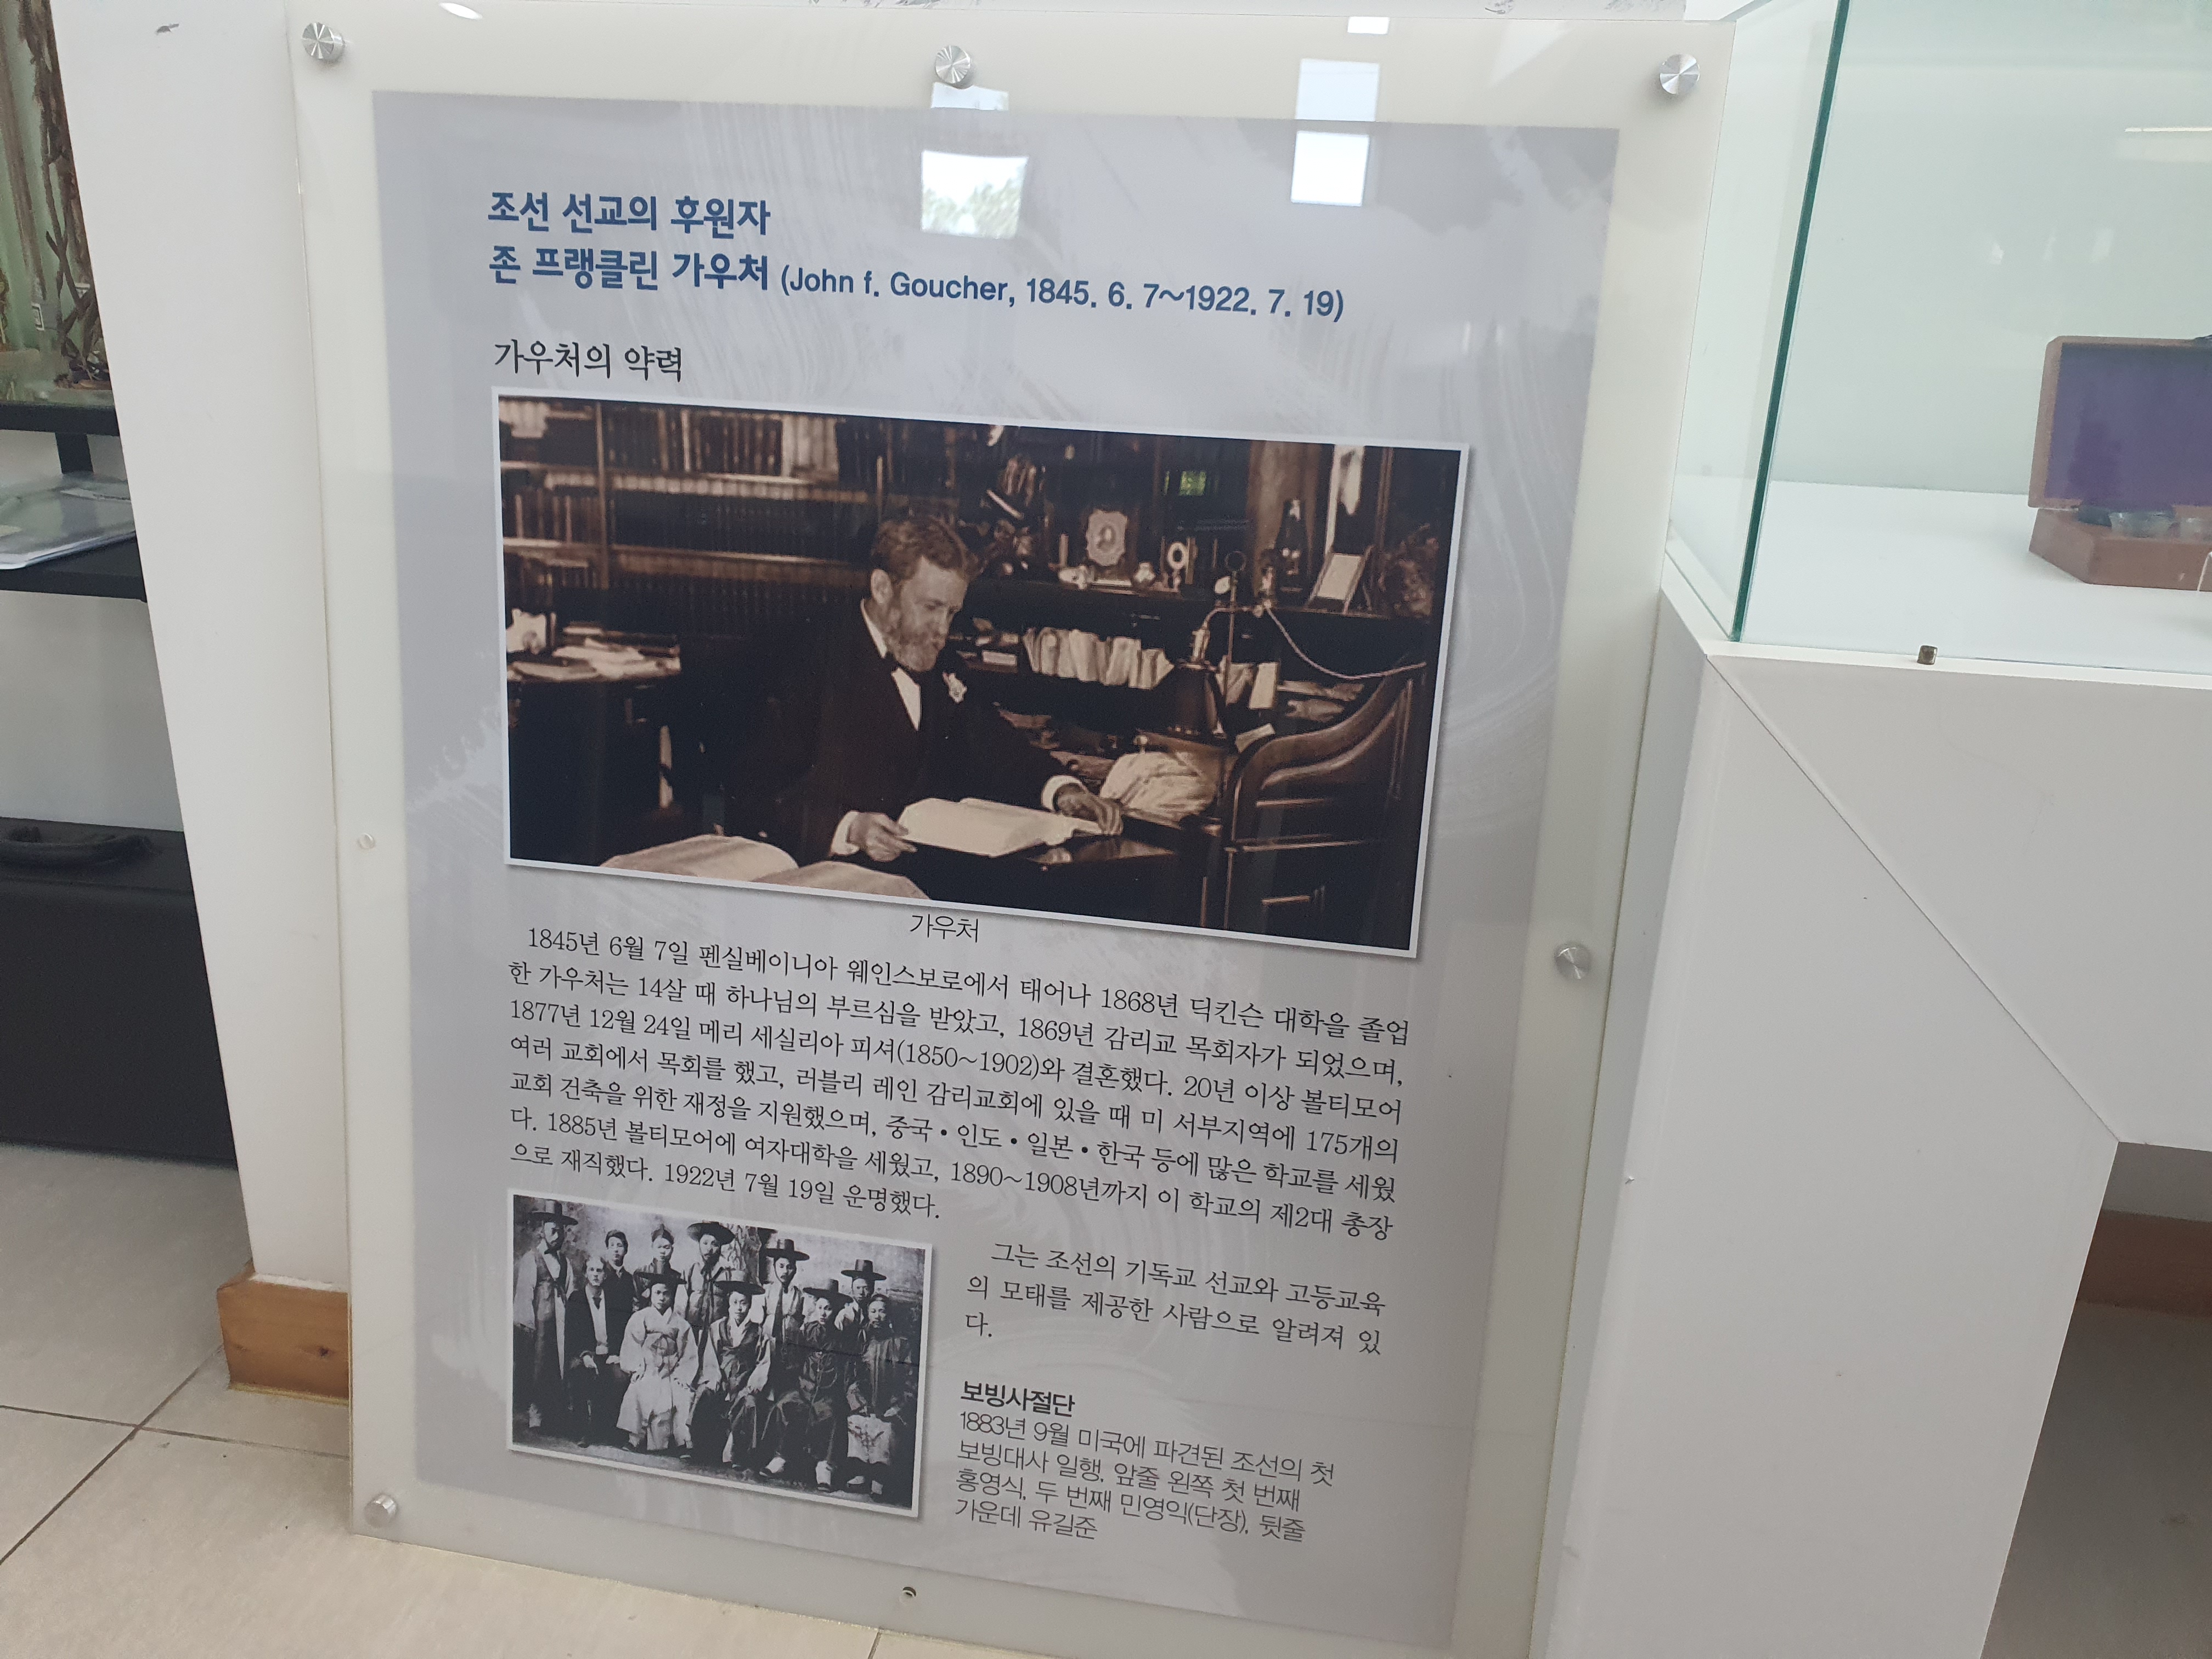 조선 선교의 후원자
존 프랭클린 가우처 (John f. Goucher, 1845. 6. 7~1922. 7. 19)
가우처의 약력
가우처
1845년 6월 7일 펜실베이니아 웨인스보로에서 태어나 1868년 딕킨슨 대학을 졸업
한 가우처는 14살 때 하나님의 부르심을 받았고, 1869년 감리교 목회자가 되었으며,
1877년 12월 24일 메리 세실리아 피셔(1850~1902)와 결혼했다. 20년 이상 볼티모어
여러 교회에서 목회를 했고, 러블리 레인 감리교회에 있을 때 미 서부지역에 175개의
교회 건축을 위한 재정을 지원했으며, 중국·인도·일본·한국 등에 많은 학교를 세웠
다. 1885년 볼티모어에 여자대학을 세웠고, 1890~1908년까지 이 학교의 제2대 총장
으로 재직했다. 1922년 7월 19일 운명했다.
그는 조선의 기독교 선교와 고등교육
의 모태를 제공한 사람으로 알려져 있
다.
보빙사절단
1883년 9월 미국에 파견된 조선의 첫
보빙대사 일행. 앞줄 왼쪽 첫 번째
홍영식, 두 번째 민영익(단장), 뒷줄
가운데 유길준